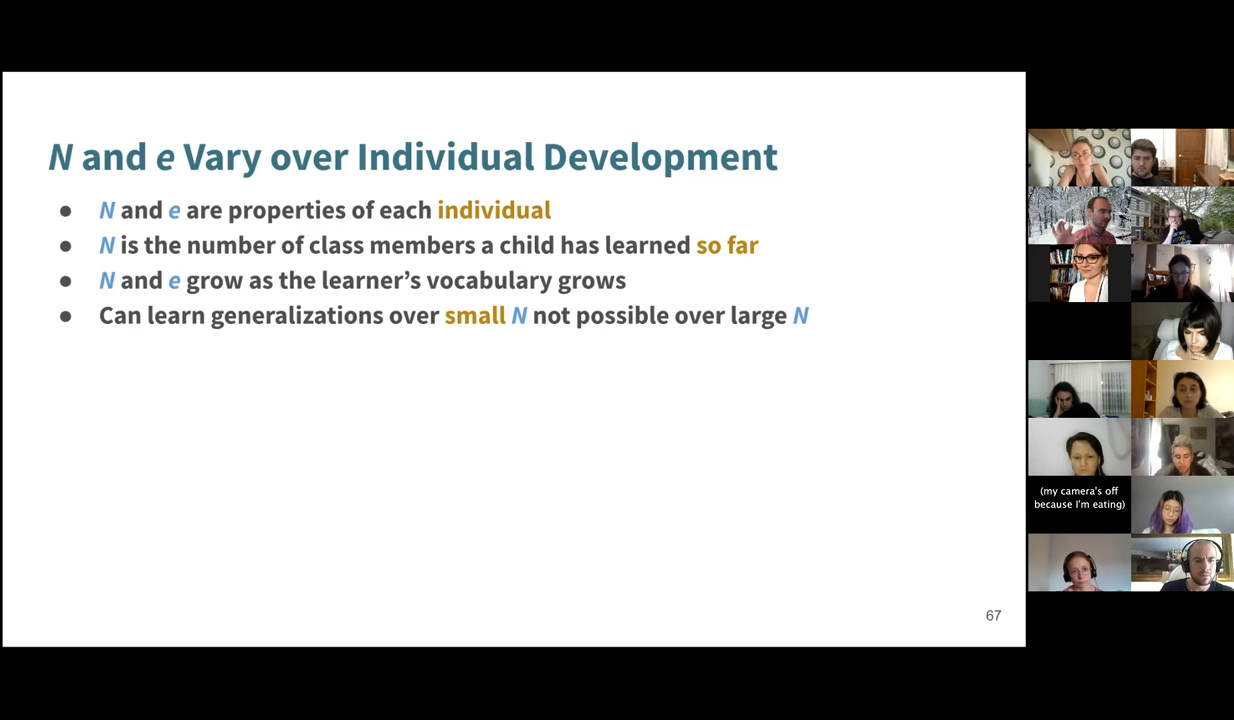 N and e Vary over Individual Development
● N and e are properties of each individual
● N is the number of class members a child has learned so far
● N and e grow as the learner’s vocabulary grows
● Can learn generalizations over small N not possible over large N
67
(my camera's off
because I'm eating)